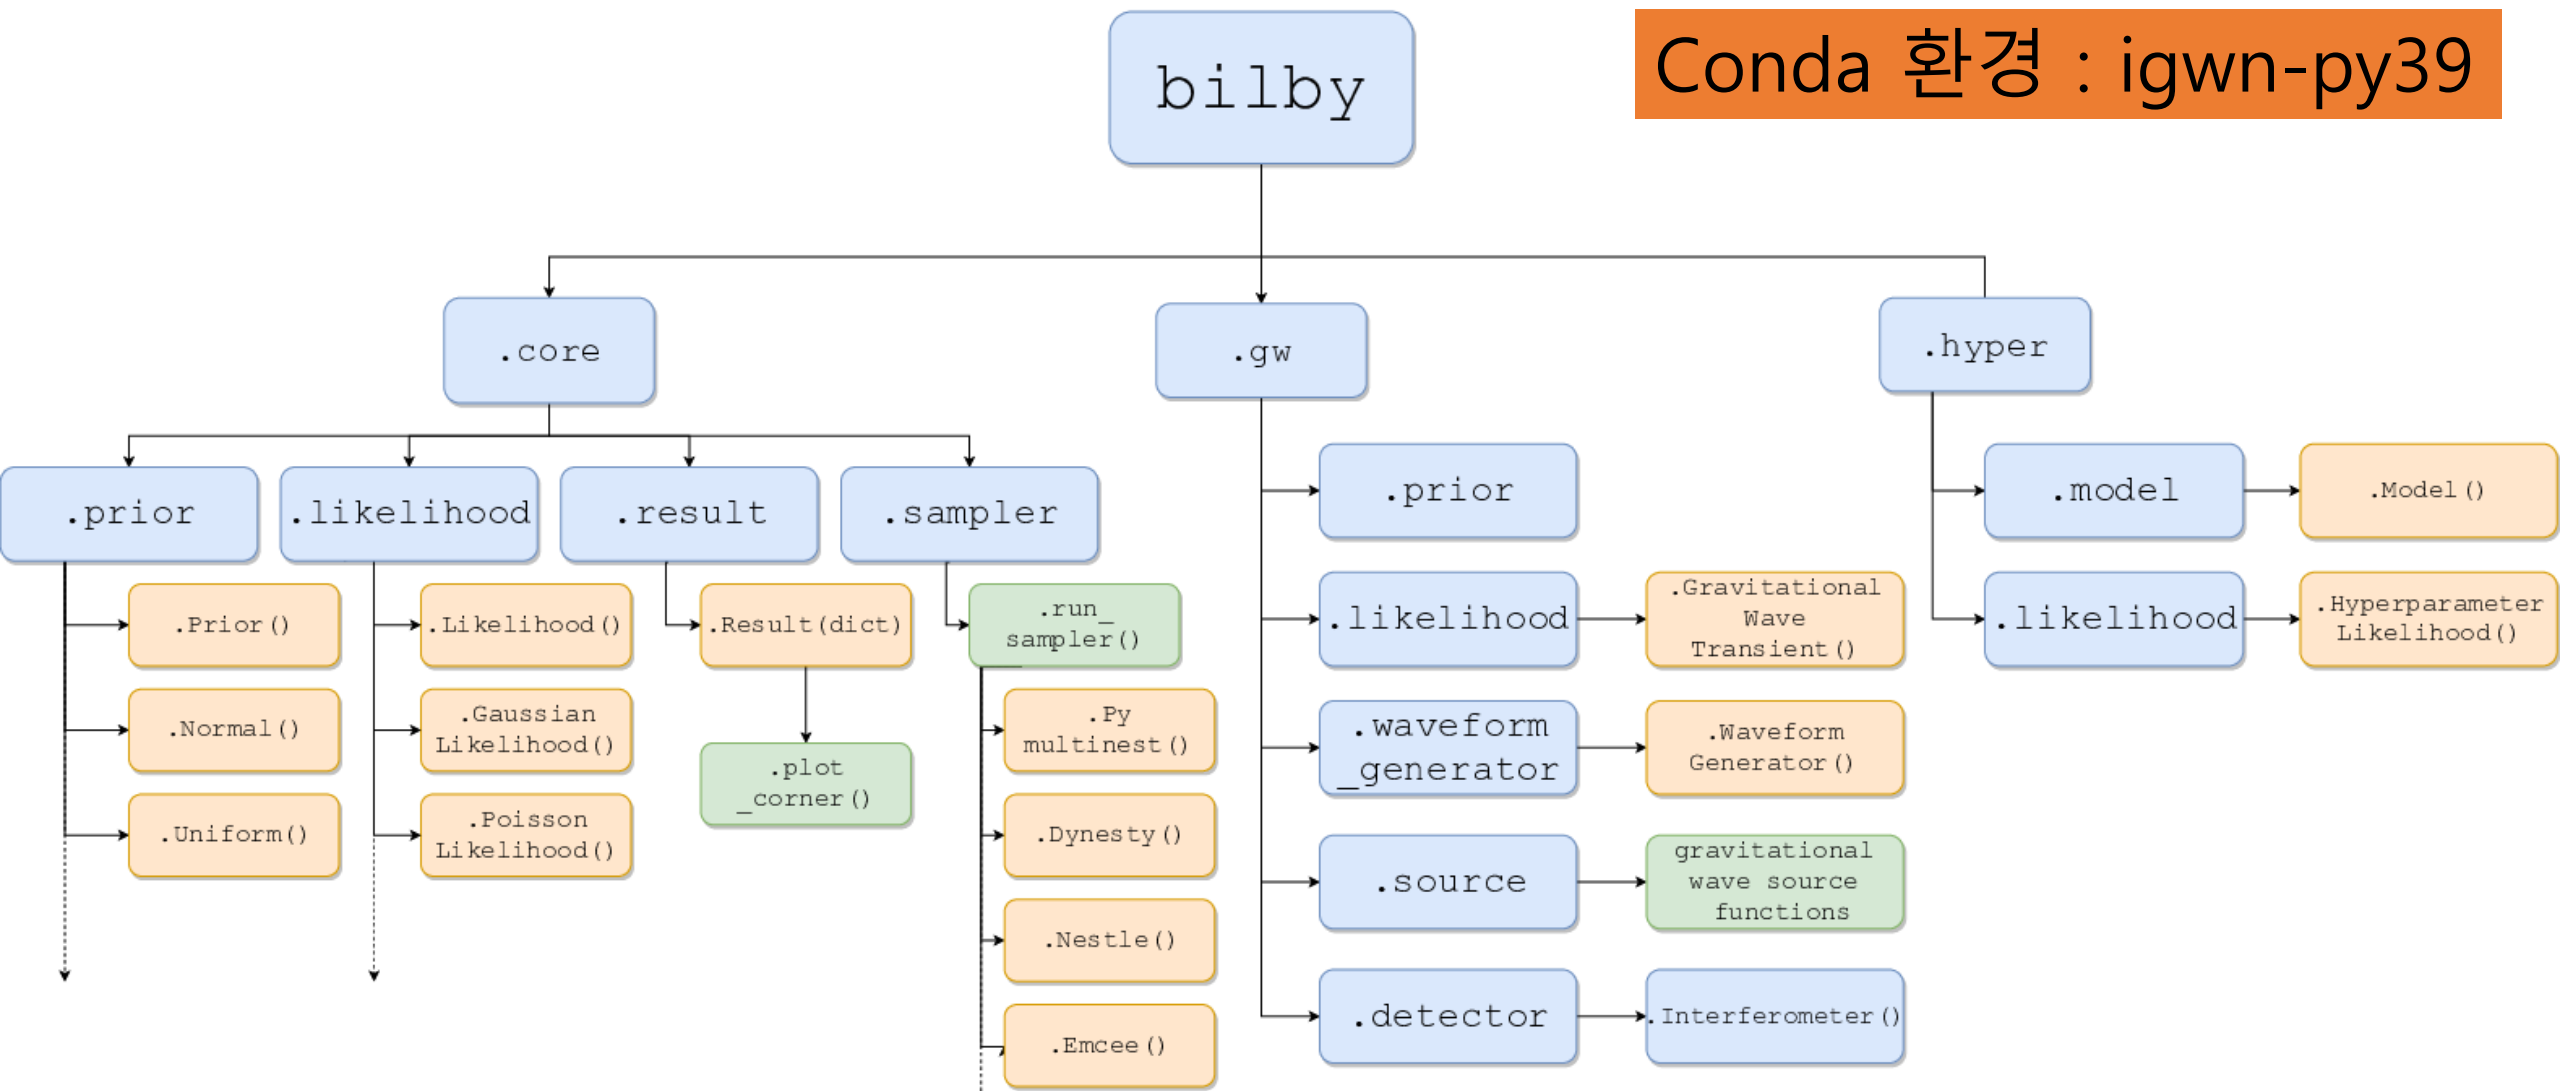 bilby
Conda 환경 : igwn-py39
.core
.gw
.hyper
.prior
.likelihood
.result
.sampler
.Prior()
.Normal()
.Uniform()
.Likelihood()
.Gaussian
Likelihood()
.Poisson
Likelihood()
.Result(dict)
.plot
_corner()
.run_
sampler()
.Py
multinest()
.Dynesty()
.Nestle()
.Emcee()
.prior
.likelihood
.Gravitational
Wave
Transient()
.waveform
_generator
.Waveform
Generator()
.source
gravitational
wave source
functions
.detector
.Interferometer()
.model
.Model()
.likelihood
.Hyperparameter
Likelihood()